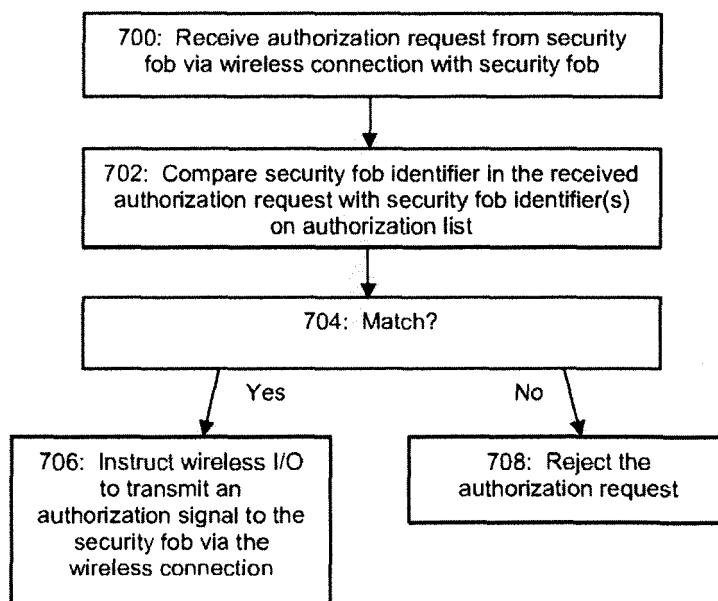 700: Receive authorization request from security
fob via wireless connection with security fob
702: Compare security fob identifier in the received
authorization request with security fob identifier(s)
on authorization list
704: Match?
Yes
No
706: Instruct wireless I/O
to transmit an
authorization signal to the
security fob via the
wireless connection
708: Reject the
authorization request